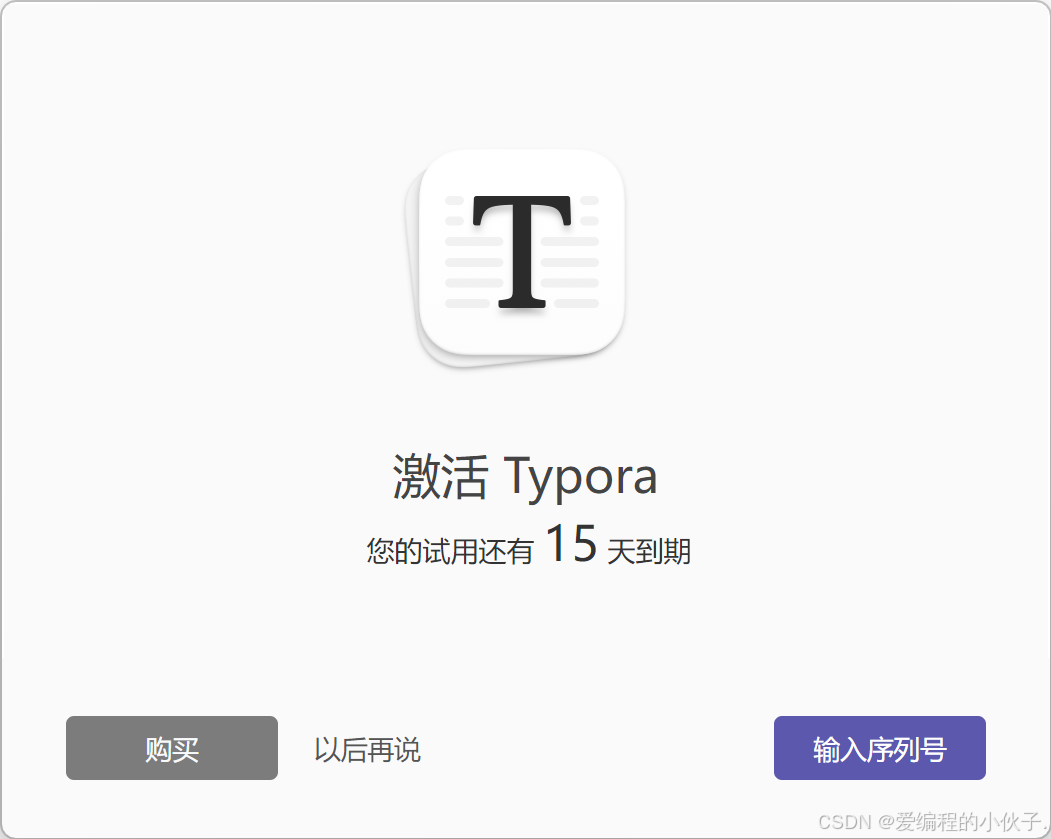 T
激活 Typora
您的试用还有 15 天到期
购买 以后再说 输入序列号
CSDN @爱编程的小伙子.